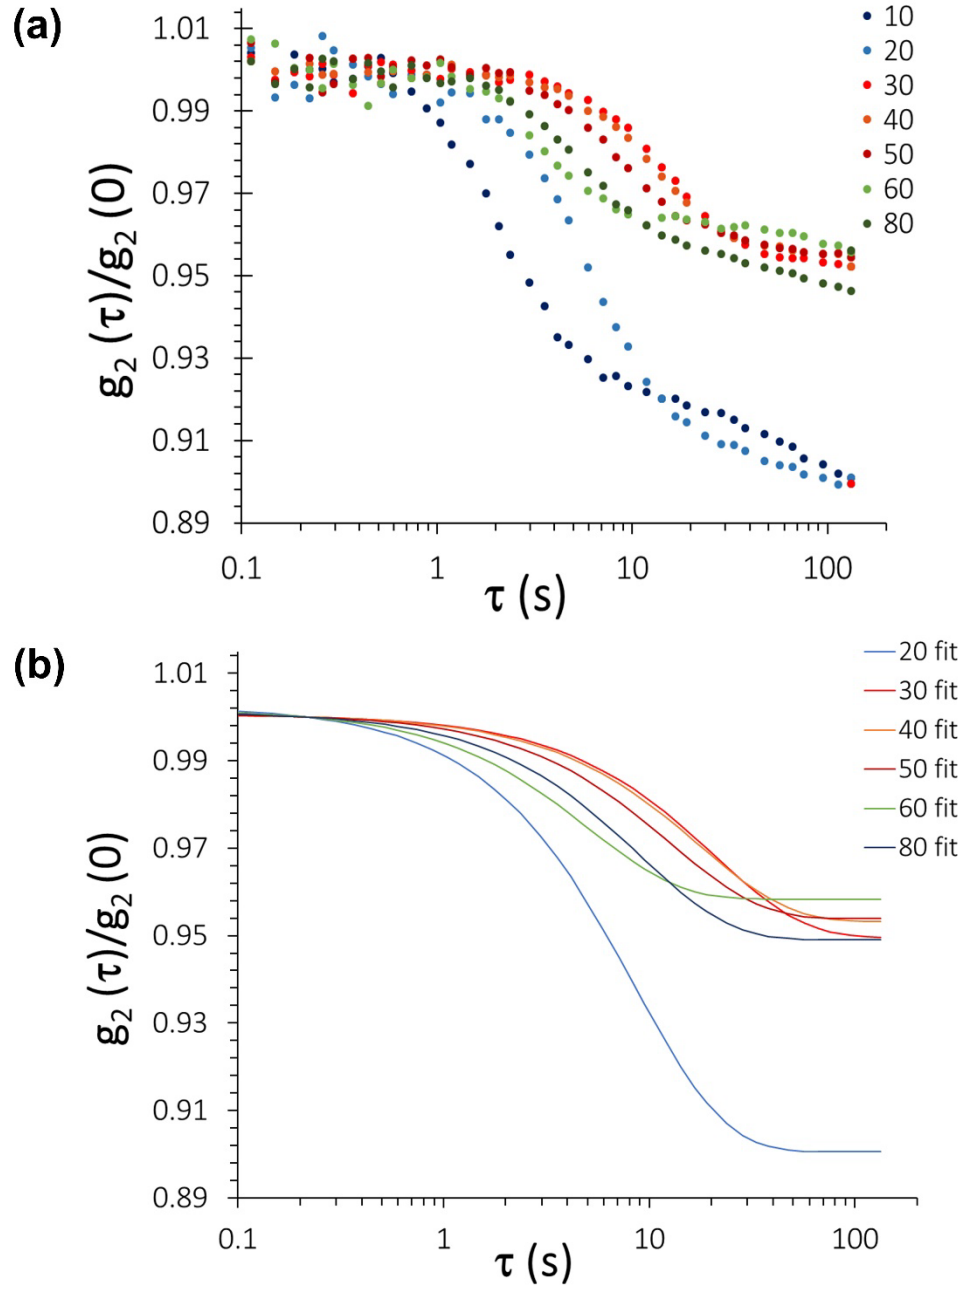 (a)
10
20
30
40
50
60
80
1.01
0.99
0.97
0.95
0.93
0.91
0.89
g₂ (τ)/g₂ (0)
0.1 1 10 100
τ (s)
(b)
20 fit
30 fit
40 fit
50 fit
60 fit
80 fit
1.01
0.99
0.97
0.95
0.93
0.91
0.89
g₂ (τ)/g₂ (0)
0.1 1 10 100
τ (s)